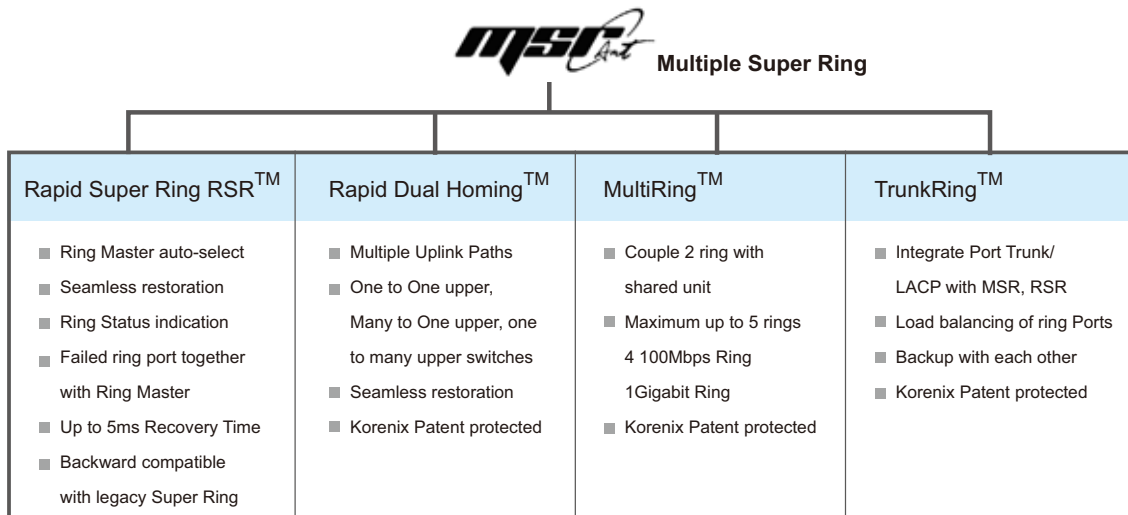 msr Ant Multiple Super Ring
Rapid Super Ring RSR™
Ring Master auto-select
Seamless restoration
Ring Status indication
Failed ring port together
with Ring Master
Up to 5ms Recovery Time
Backward compatible
with legacy Super Ring
Rapid Dual Homing™
Multiple Uplink Paths
One to One upper,
Many to One upper, one
to many upper switches
Seamless restoration
Korenix Patent protected
MultiRing™
Couple 2 ring with
shared unit
Maximum up to 5 rings
4 100Mbps Ring
1Gigabit Ring
Korenix Patent protected
TrunkRing™
Integrate Port Trunk/
LACP with MSR, RSR
Load balancing of ring Ports
Backup with each other
Korenix Patent protected